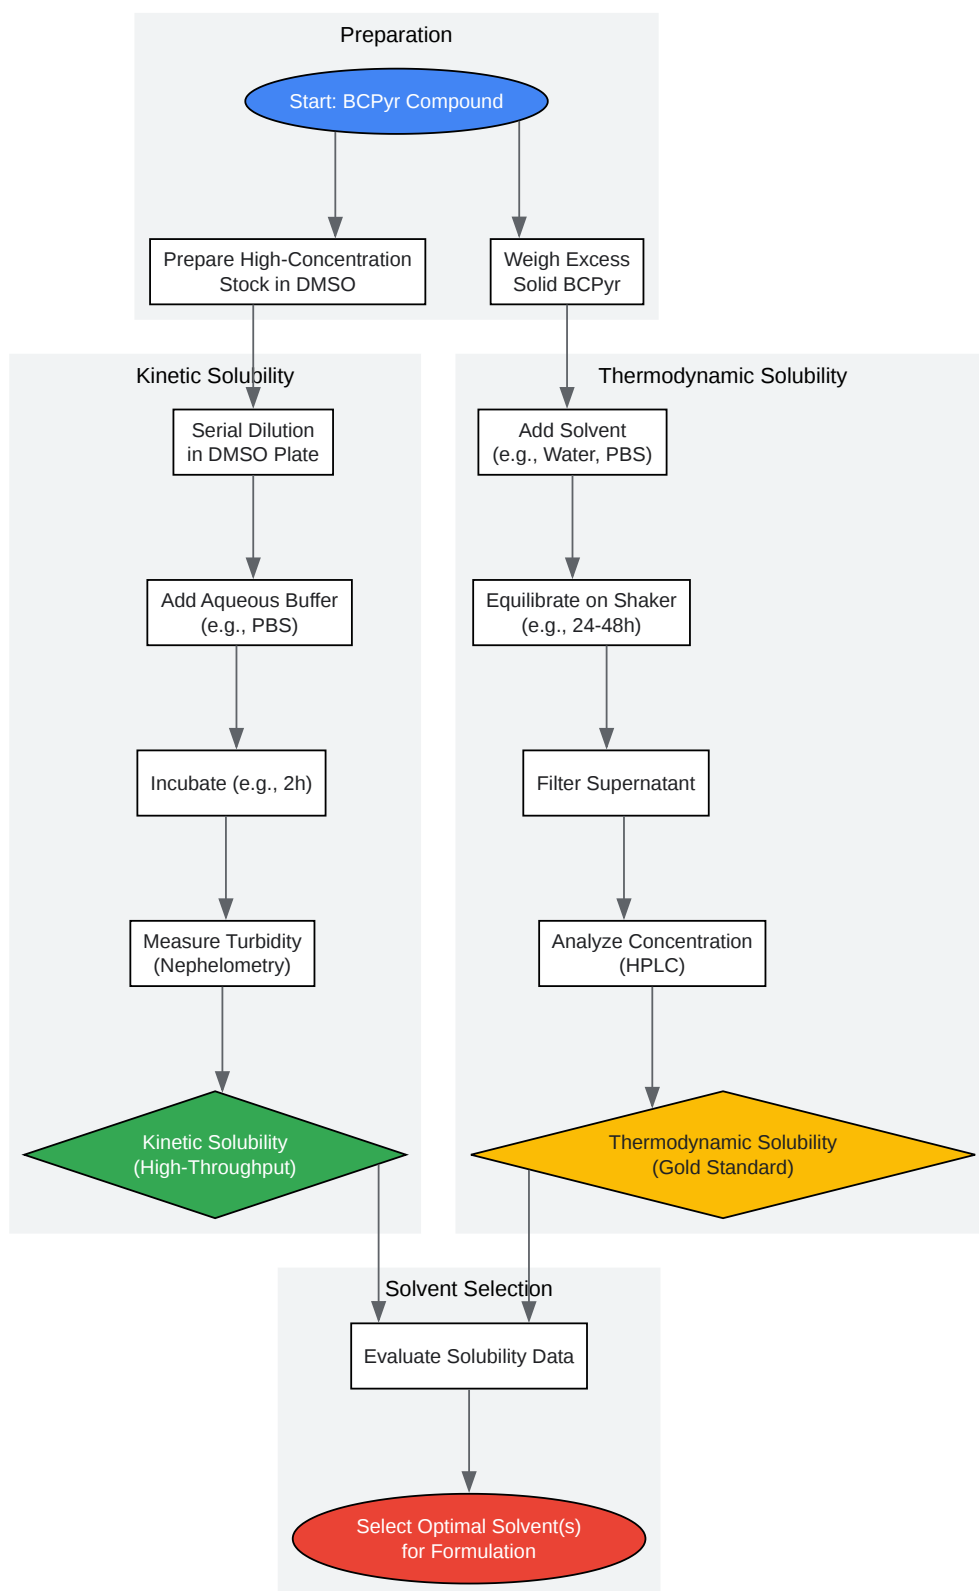 Preparation
Start: BCPyr Compound
Prepare High-Concentration
Stock in DMSO
Weigh Excess
Solid BCPyr
Kinetic Solubility
Serial Dilution
in DMSO Plate
Add Aqueous Buffer
(e.g., PBS)
Incubate (e.g., 2h)
Measure Turbidity
(Nephelometry)
Kinetic Solubility
(High-Throughput)
Thermodynamic Solubility
Add Solvent
(e.g., Water, PBS)
Equilibrate on Shaker
(e.g., 24-48h)
Filter Supernatant
Analyze Concentration
(HPLC)
Thermodynamic Solubility
(Gold Standard)
Solvent Selection
Evaluate Solubility Data
Select Optimal Solvent(s)
for Formulation